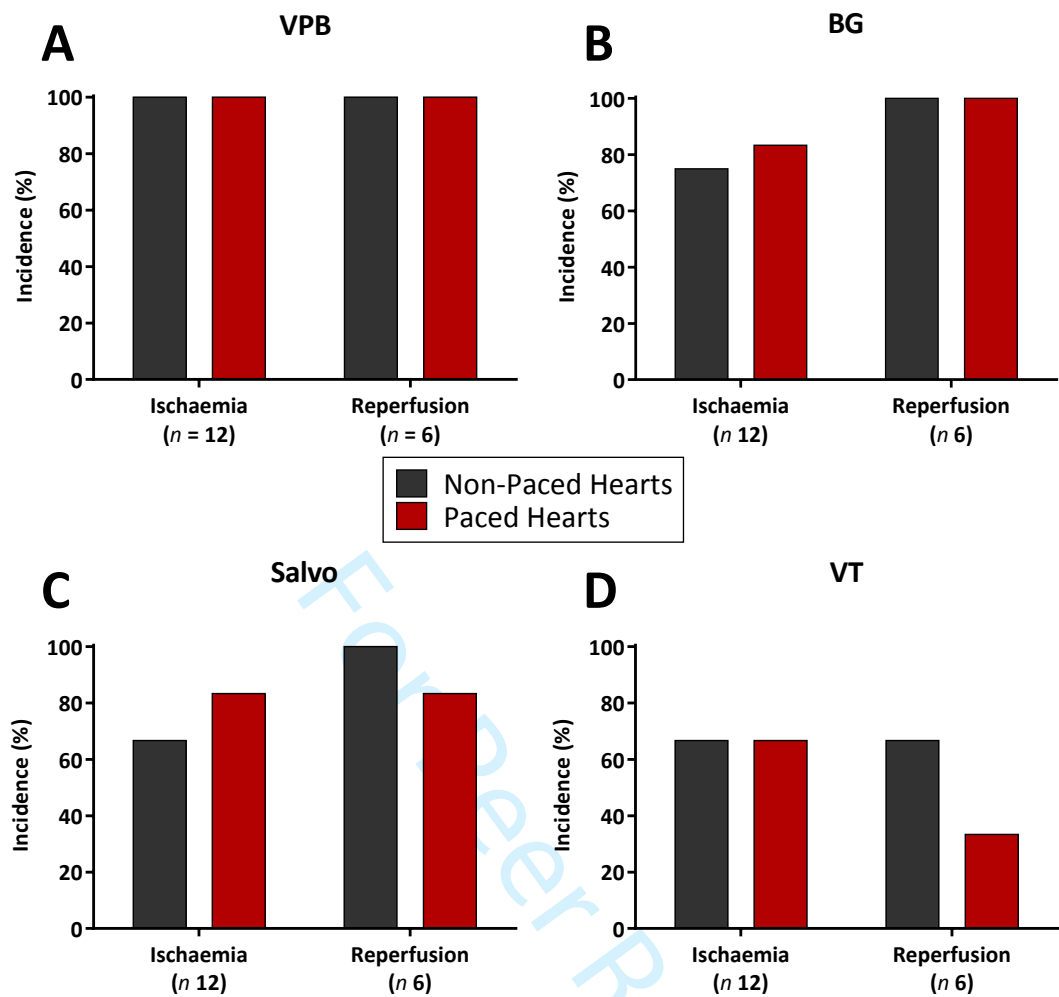 A
VPB
Incidence (%)
100
80
60
40
20
0
Ischaemia
(n = 12)
Reperfusion
(n = 6)
B
BG
Incidence (%)
100
80
60
40
20
0
Ischaemia
(n 12)
Reperfusion
(n 6)
Non-Paced Hearts
Paced Hearts
C
Salvo
Incidence (%)
100
80
60
40
20
0
Ischaemia
(n 12)
Reperfusion
(n 6)
D
VT
Incidence (%)
100
80
60
40
20
0
Ischaemia
(n 12)
Reperfusion
(n 6)
For Peer R